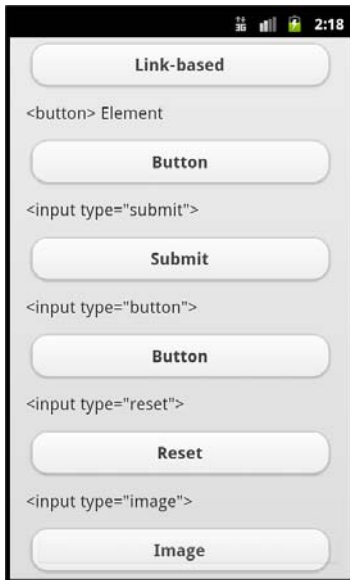 3G 2:18
Link-based
<button> Element
Button
<input type="submit">
Submit
<input type="button">
Button
<input type="reset">
Reset
<input type="image">
Image